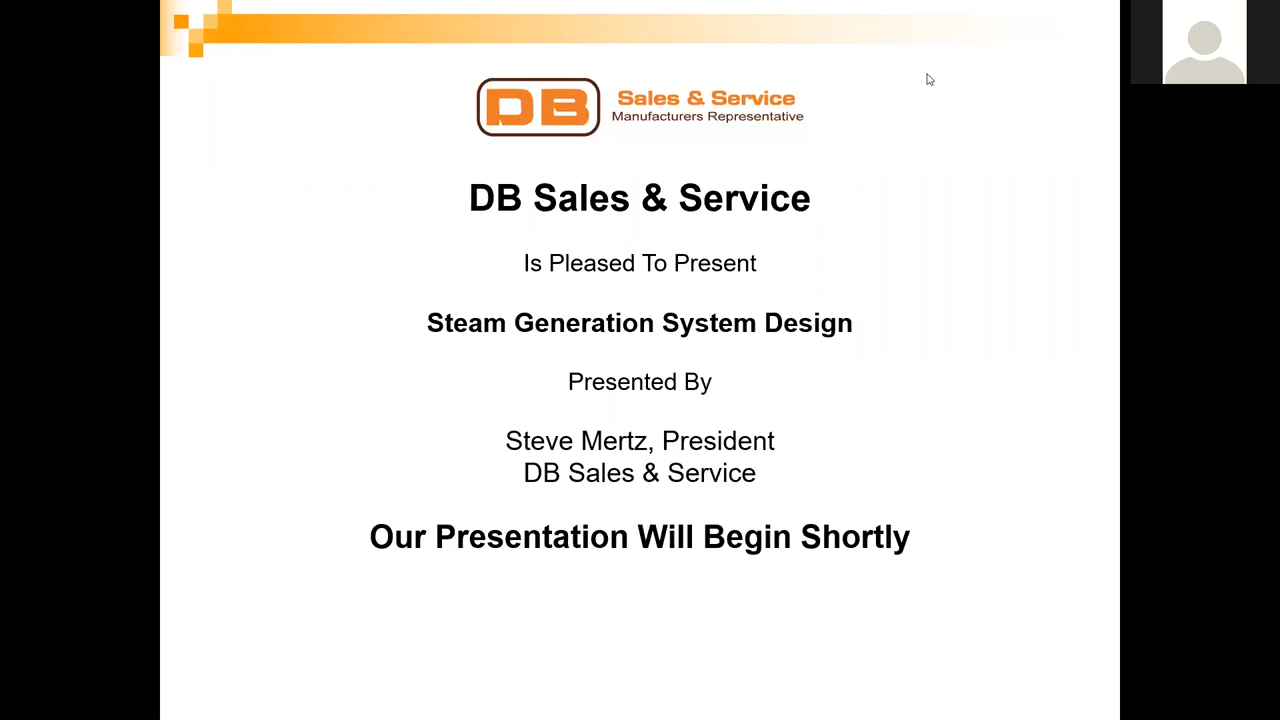 DB
Sales & Service
Manufacturers Representative
DB Sales & Service
Is Pleased To Present
Steam Generation System Design
Presented By
Steve Mertz, President
DB Sales & Service
Our Presentation Will Begin Shortly